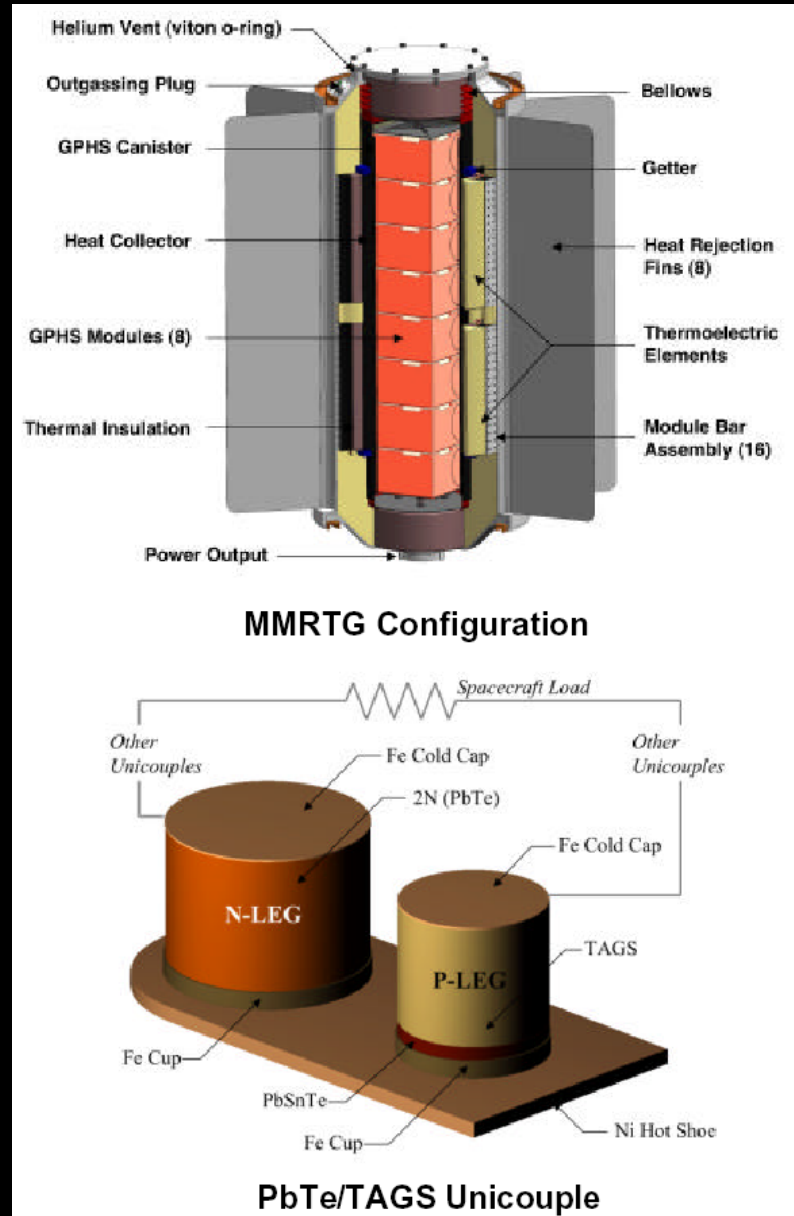 Helium Vent (viton o-ring)
Outgassing Plug
GPHS Canister
Heat Collector
GPHS Modules (8)
Thermal Insulation
Power Output
Bellows
Getter
Heat Rejection
Fins (8)
Thermoelectric
Elements
Module Bar
Assembly (16)
MMRTG Configuration
Spacecraft Load
Other
Unicouples
Fe Cold Cap
2N (PbTe)
Other
Unicouples
Fe Cold Cap
N-LEG
TAGS
P-LEG
Fe Cup
PbSnTe
Fe Cup
Ni Hot Shoe
PbTe/TAGS Unicouple